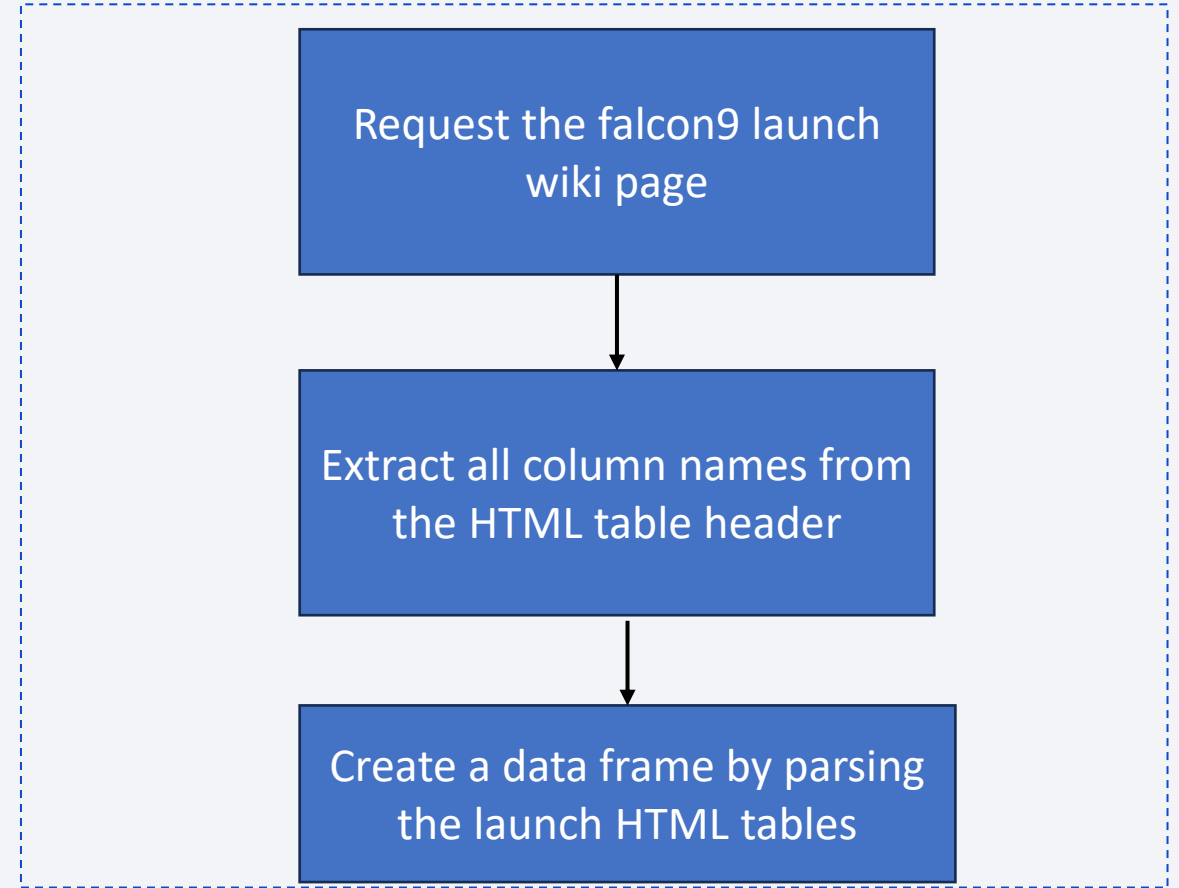 Request the falcon9 launch
wiki page
Extract all column names from
the HTML table header
Create a data frame by parsing
the launch HTML tables